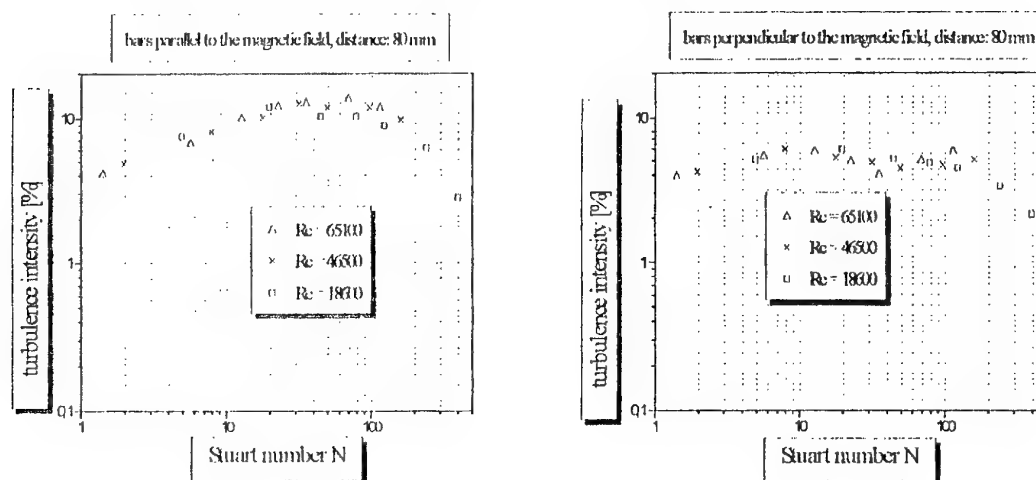 bars parallel to the magnetic field, distance: 80 mm
turbulence intensity [%]
10
1
0,1
1
10
100
Re - 65100
Re - 46500
Re - 18600
Stuart number N
bars perpendicular to the magnetic field, distance: 80 mm
turbulence intensity [%]
10
1
0,1
1
10
100
Re = 65100
Re - 46500
Re = 18600
Stuart number N